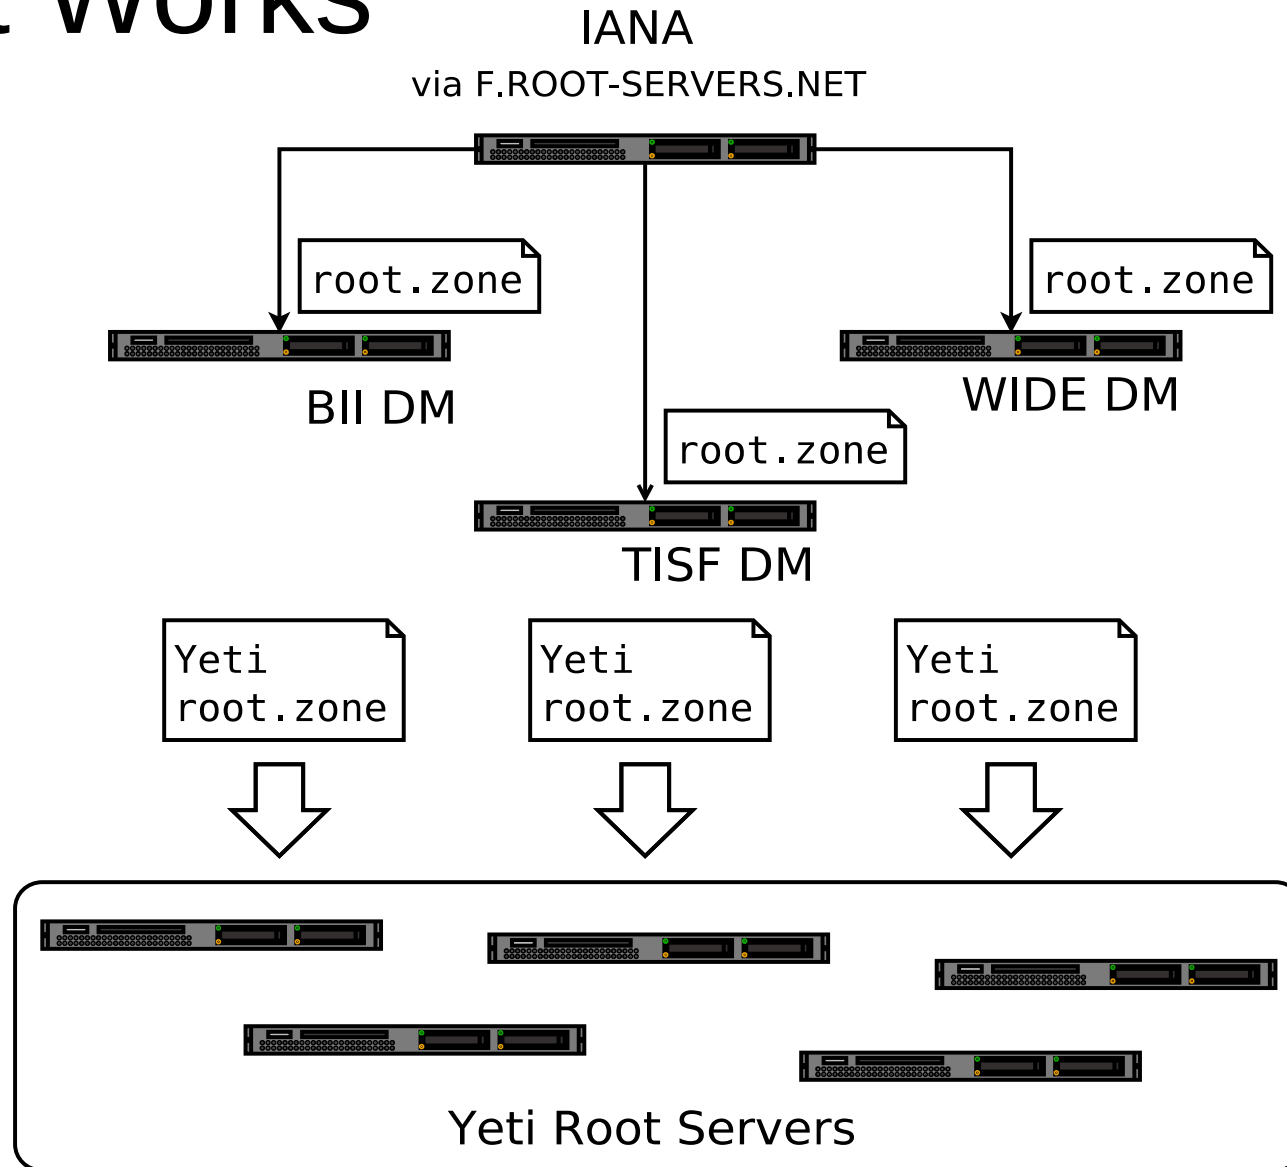 Works
IANA
via F.ROOT-SERVERS.NET
root.zone
root.zone
BII DM
WIDE DM
root.zone
TISF DM
Yeti
root.zone
Yeti
root.zone
Yeti
root.zone
Yeti Root Servers